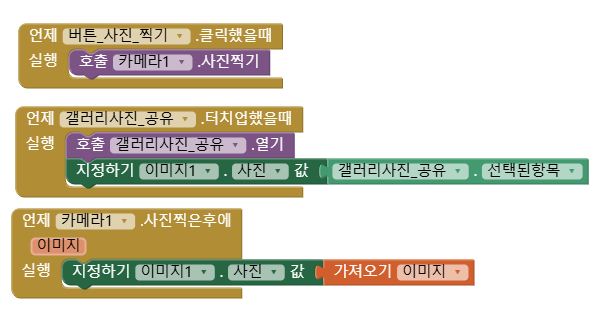 언제 버튼_사진_찍기 .클릭했을때
실행 호출 카메라1 .사진찍기
언제 갤러리사진_공유 .터치업했을때
실행 호출 갤러리사진_공유 .열기
지정하기 이미지1 . 사진 값 갤러리사진_공유 . 선택된항목
언제 카메라1 .사진찍은후에
이미지
실행 지정하기 이미지1 . 사진 값 가져오기 이미지